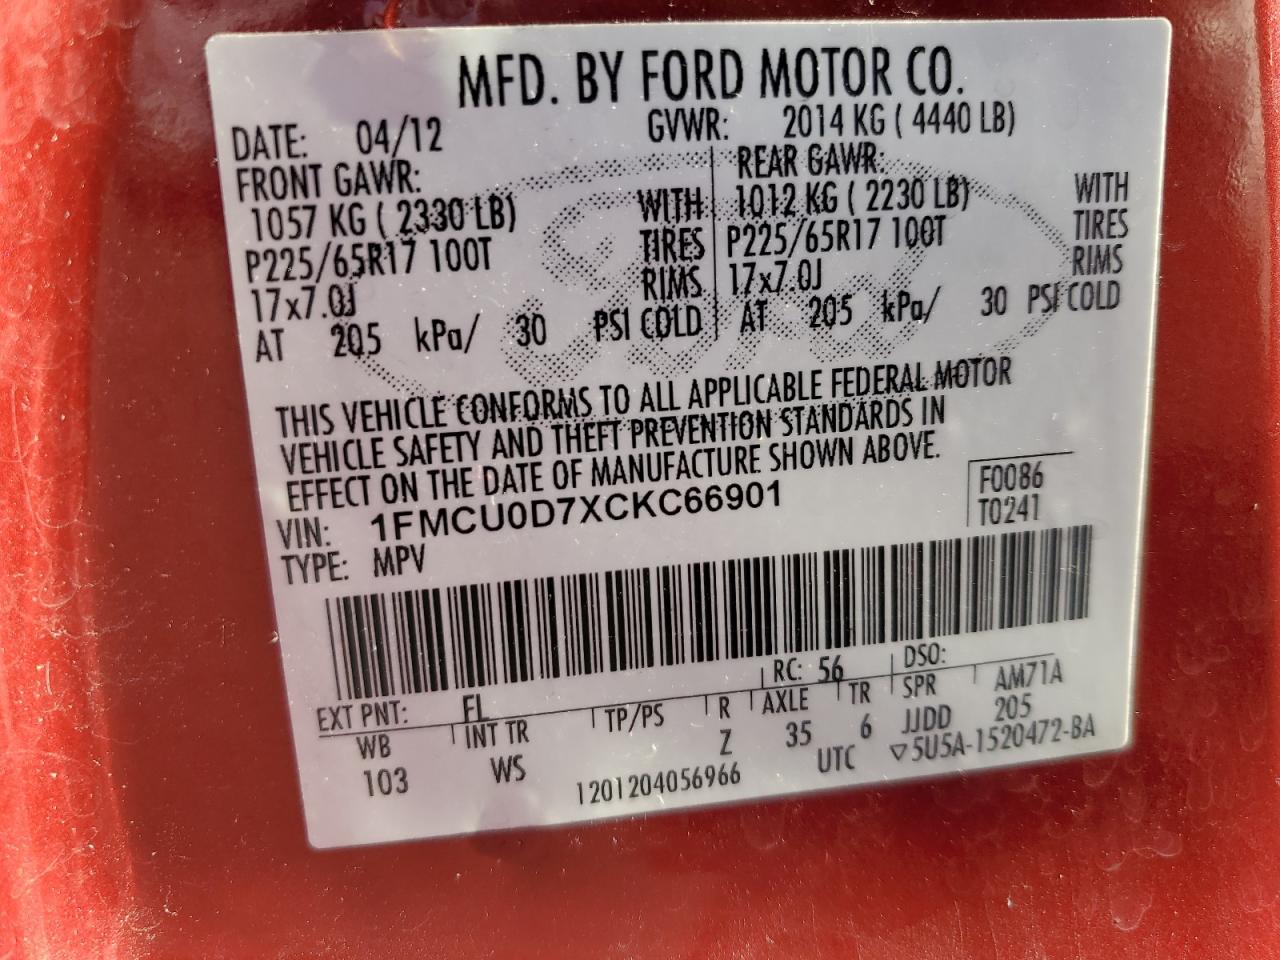 MFD. BY FORD MOTOR CO.
DATE: 04/12 GVWR: 2014 KG ( 4440 LB)
FRONT GAWR: REAR GAWR:
1057 KG ( 2330 LB) WITH 1012 KG ( 2230 LB) WITH
P225/65R17 100T TIRES P225/65R17 100T TIRES
17x7.0J RIMS 17x7.0J RIMS
AT 205 kPa/ 30 PSI COLD AT 205 kPa/ 30 PSI COLD
THIS VEHICLE CONFORMS TO ALL APPLICABLE FEDERAL MOTOR
VEHICLE SAFETY AND THEFT PREVENTION STANDARDS IN
EFFECT ON THE DATE OF MANUFACTURE SHOWN ABOVE.
VIN: 1FMCU0D7XCKC66901 F0086
TYPE: MPV T0241
EXT PNT: FL RC: 56 DSO:
WB INT TR TP/PS R AXLE TR SPR AM71A
103 WS Z 35 6 JJDD 205
1201204056966 UTC ▽5U5A-1520472-BA
Ford